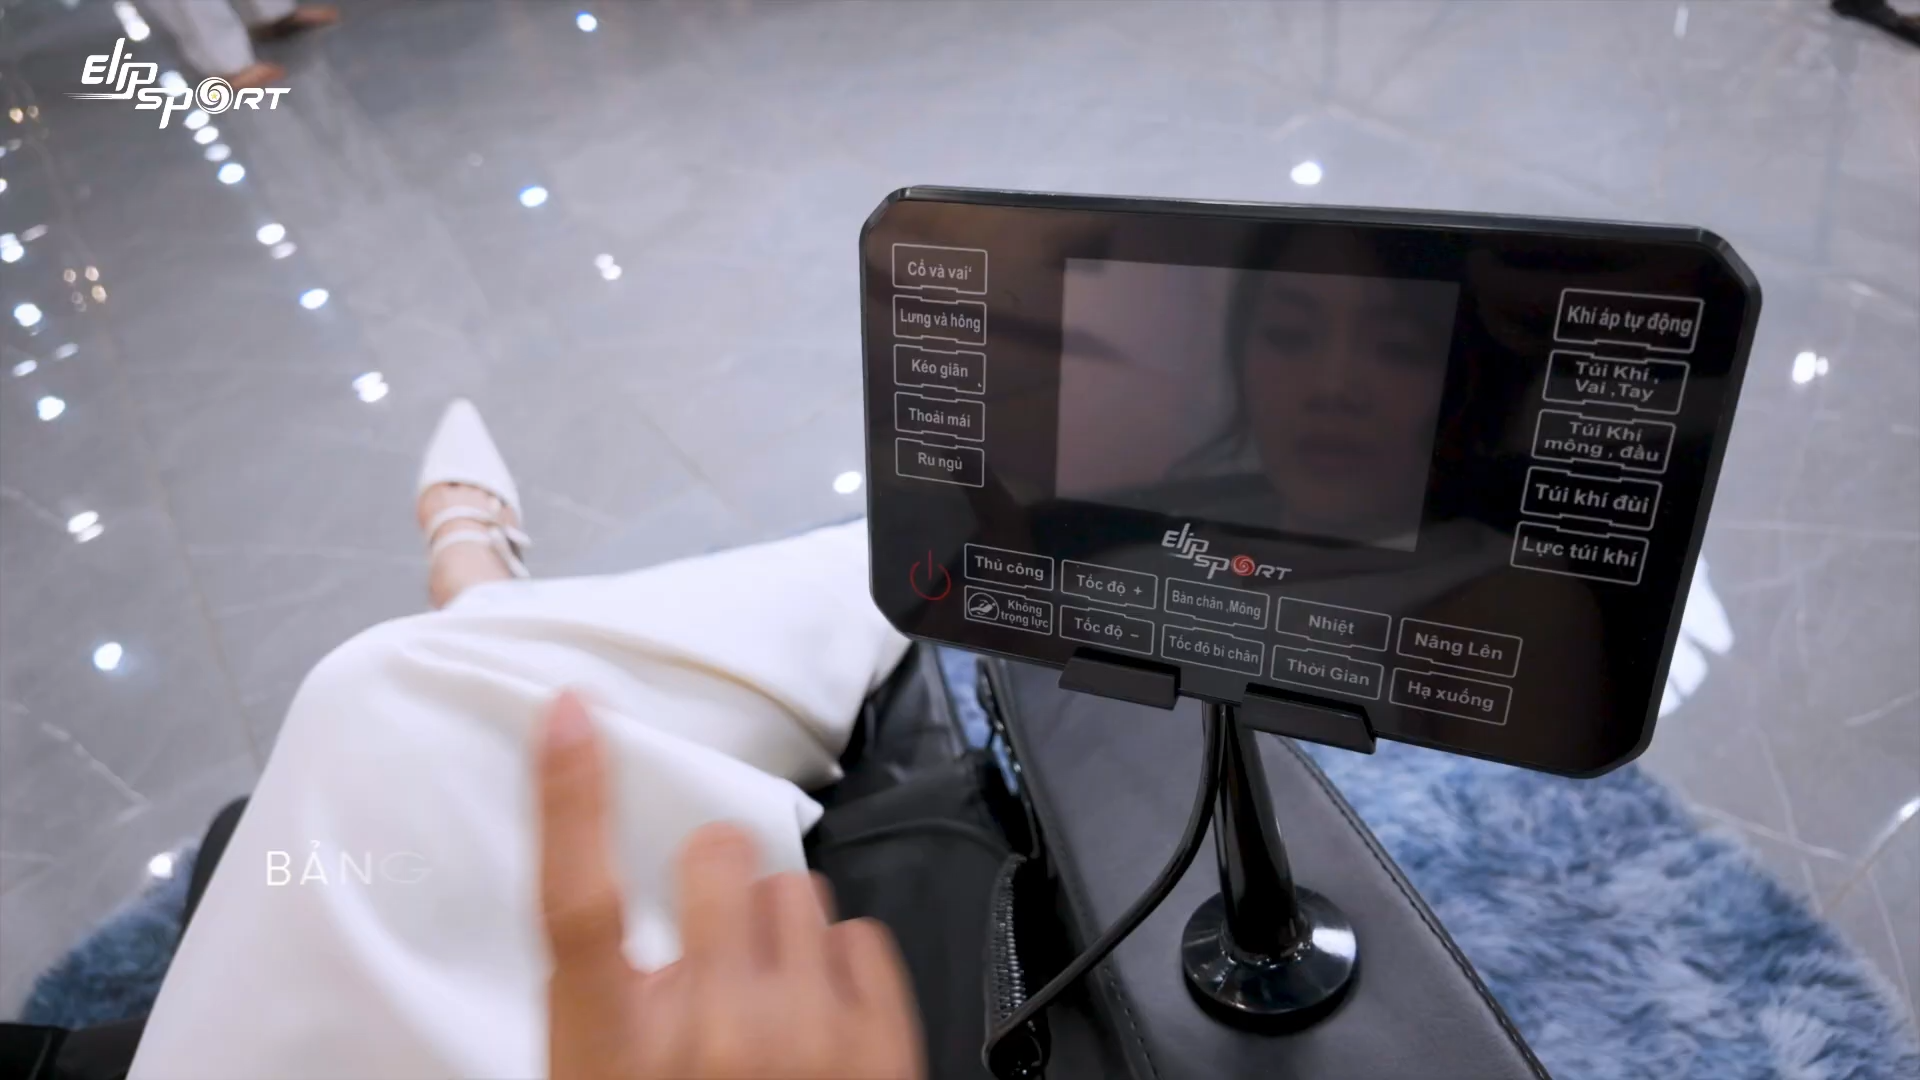 Elip
SPORT
Cổ và vai'
Lưng và hông
Kéo giãn
Thoải mái
Ru ngủ
Khí áp tự động
Túi Khí,
Vai ,Tay
Túi Khí
mông , đầu
Túi khí đùi
Lực túi khí
Elip
SPORT
Thủ công
Tốc độ +
Bàn chân ,Mông
Nhiệt
Nâng Lên
Không
trọng lực
Tốc độ –
Tốc độ bi chân
Thời Gian
Hạ xuống
BẢNG